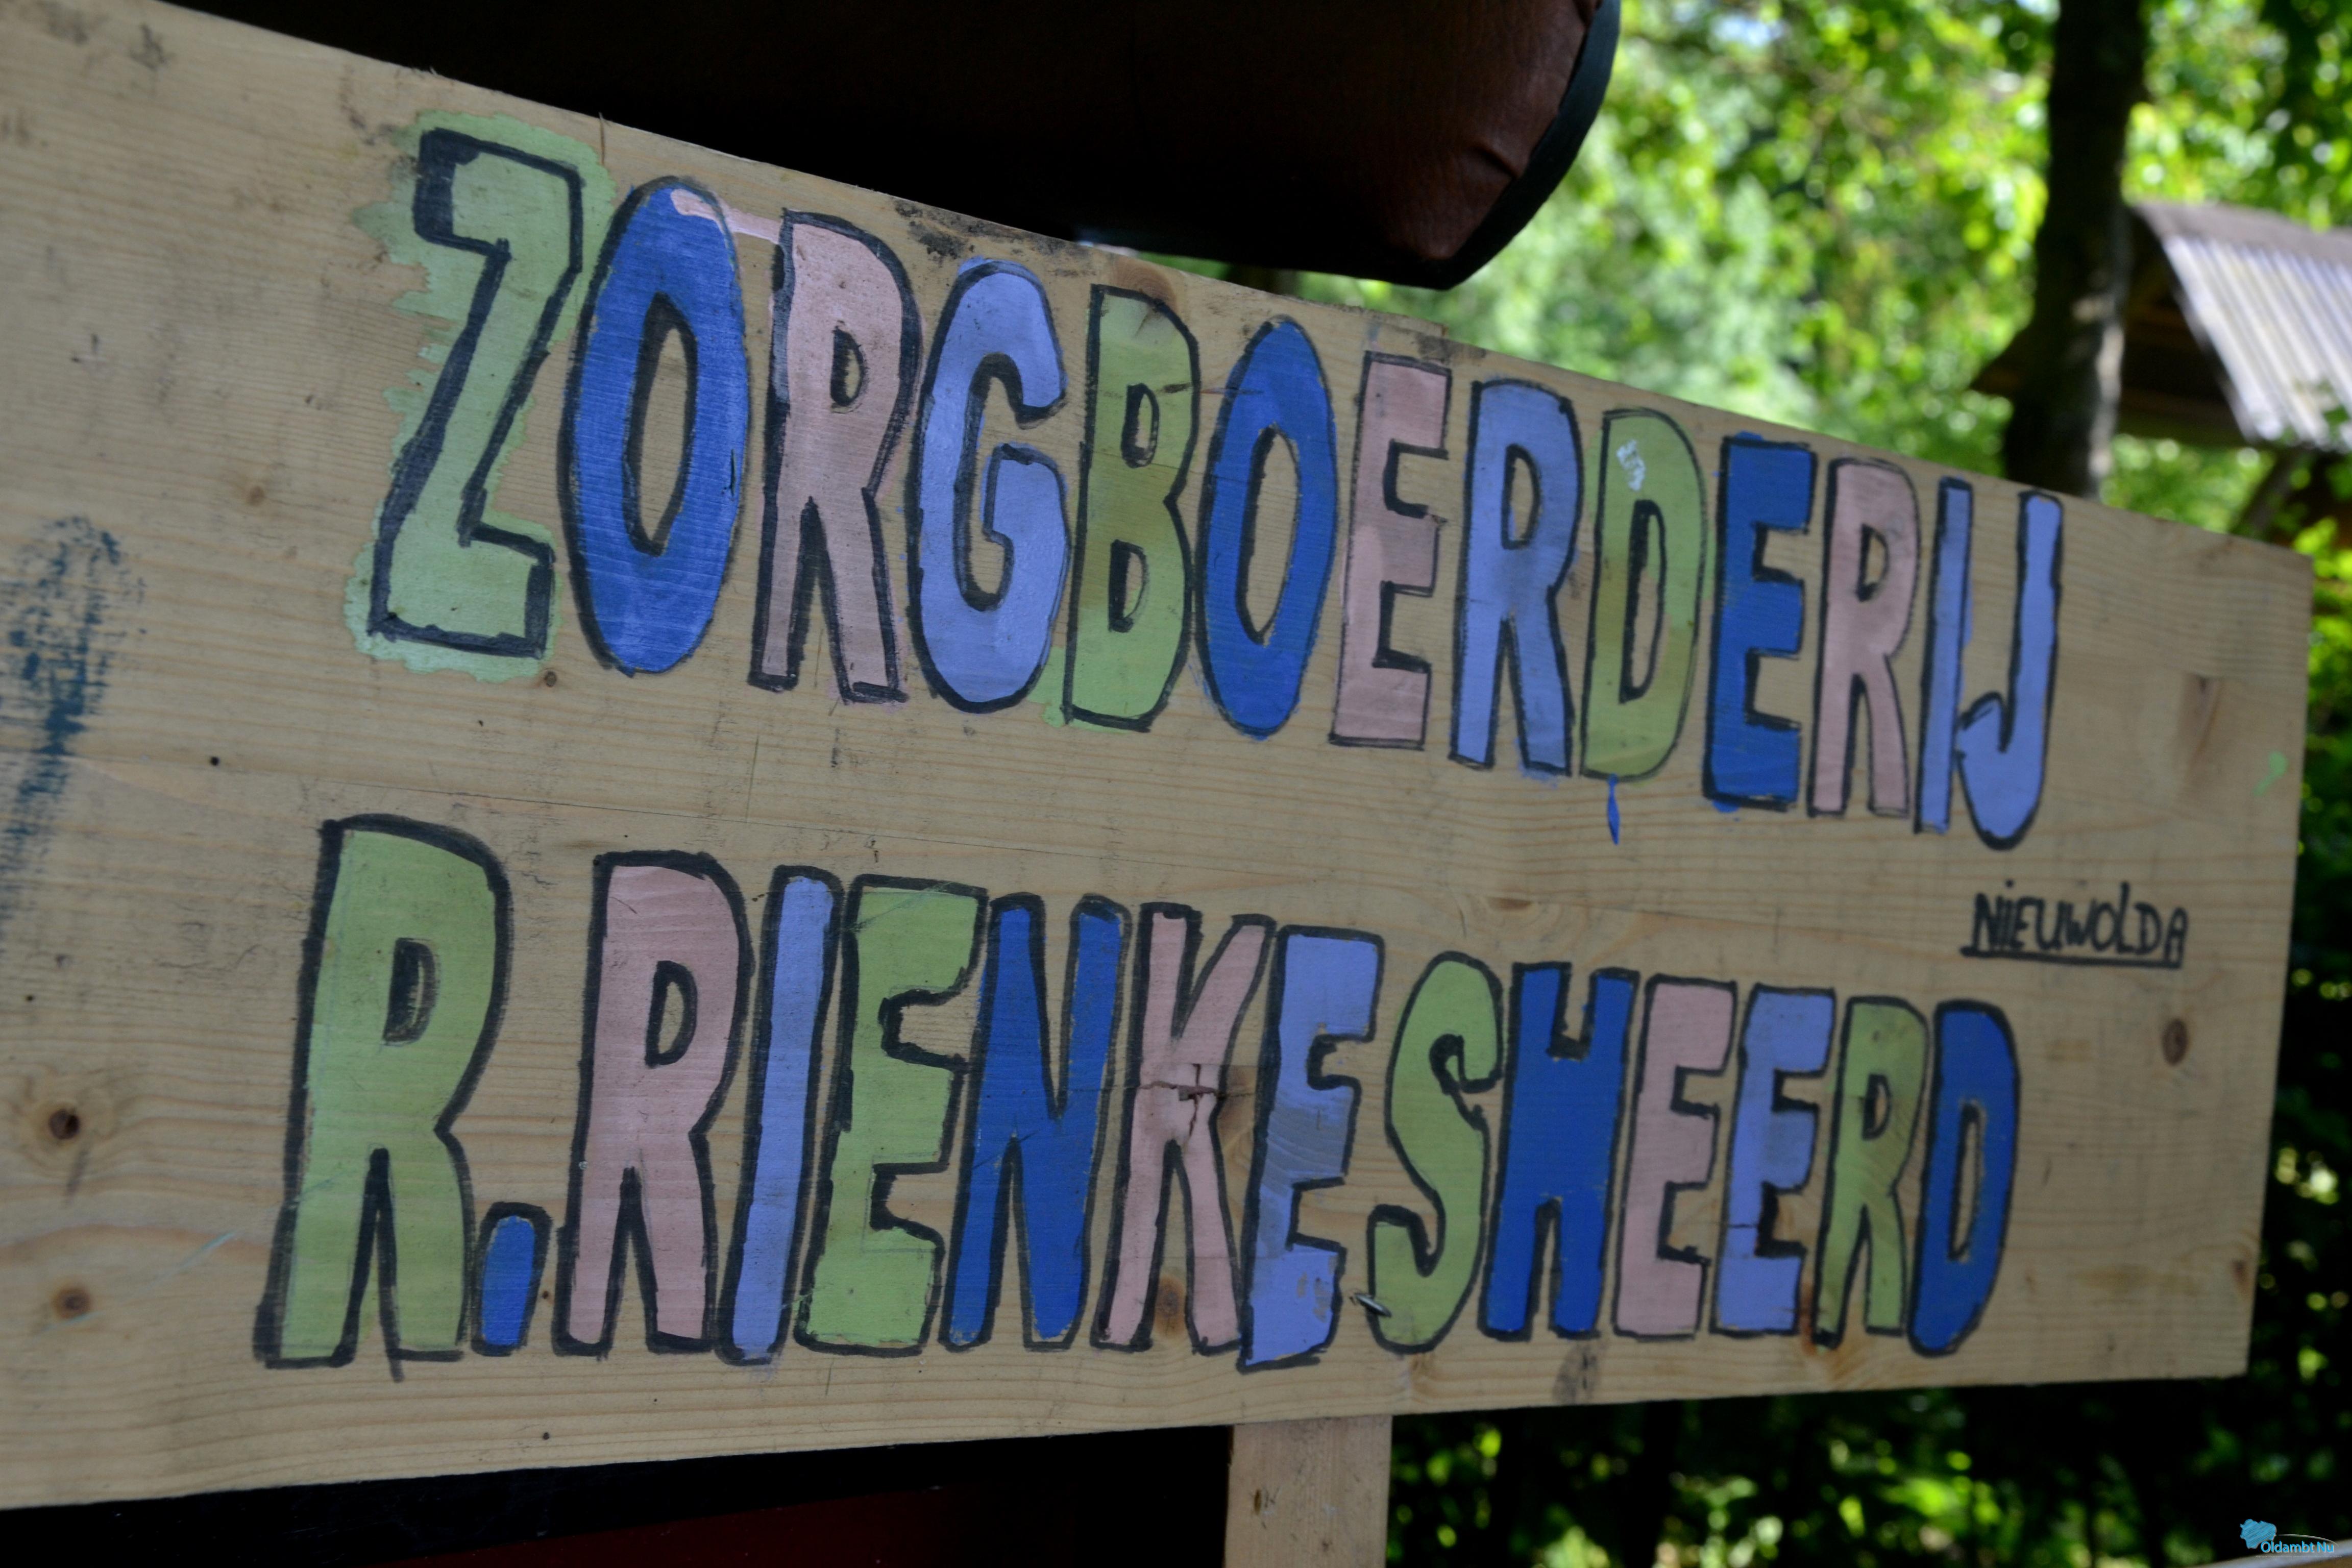 ZORGBOERDERIJ
NIEUWOLDA
R.RIENKESHEERD
Oldambt Nu